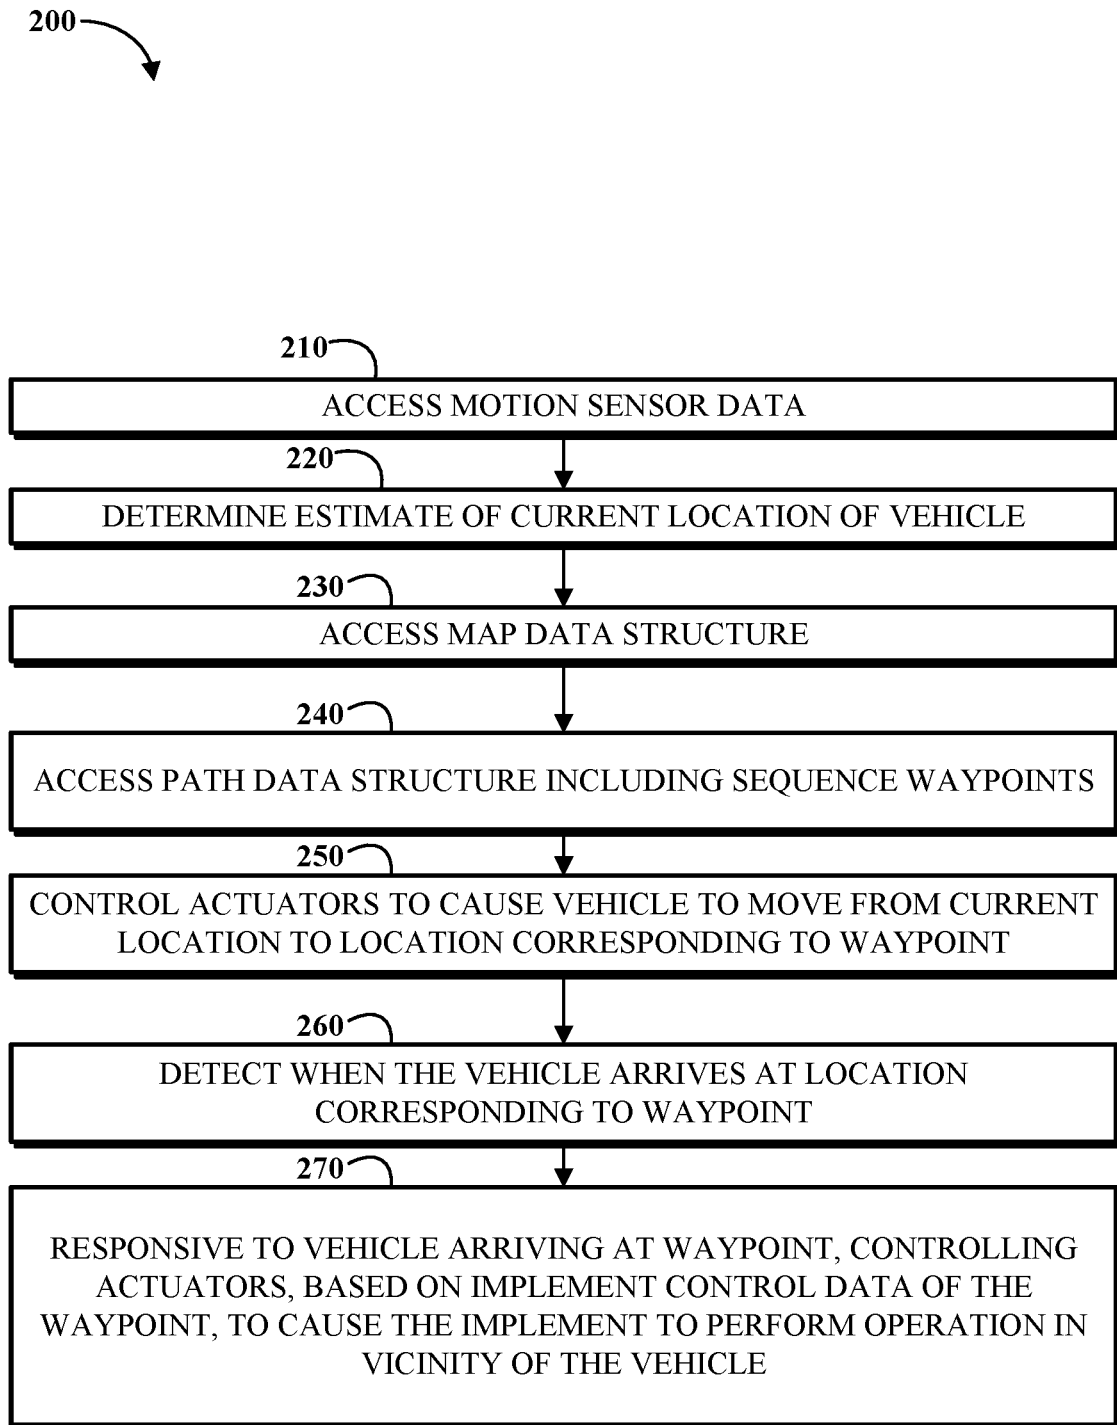 200
210
ACCESS MOTION SENSOR DATA
220
DETERMINE ESTIMATE OF CURRENT LOCATION OF VEHICLE
230
ACCESS MAP DATA STRUCTURE
240
ACCESS PATH DATA STRUCTURE INCLUDING SEQUENCE WAYPOINTS
250
CONTROL ACTUATORS TO CAUSE VEHICLE TO MOVE FROM CURRENT
LOCATION TO LOCATION CORRESPONDING TO WAYPOINT
260
DETECT WHEN THE VEHICLE ARRIVES AT LOCATION
CORRESPONDING TO WAYPOINT
270
RESPONSIVE TO VEHICLE ARRIVING AT WAYPOINT, CONTROLLING
ACTUATORS, BASED ON IMPLEMENT CONTROL DATA OF THE
WAYPOINT, TO CAUSE THE IMPLEMENT TO PERFORM OPERATION IN
VICINITY OF THE VEHICLE